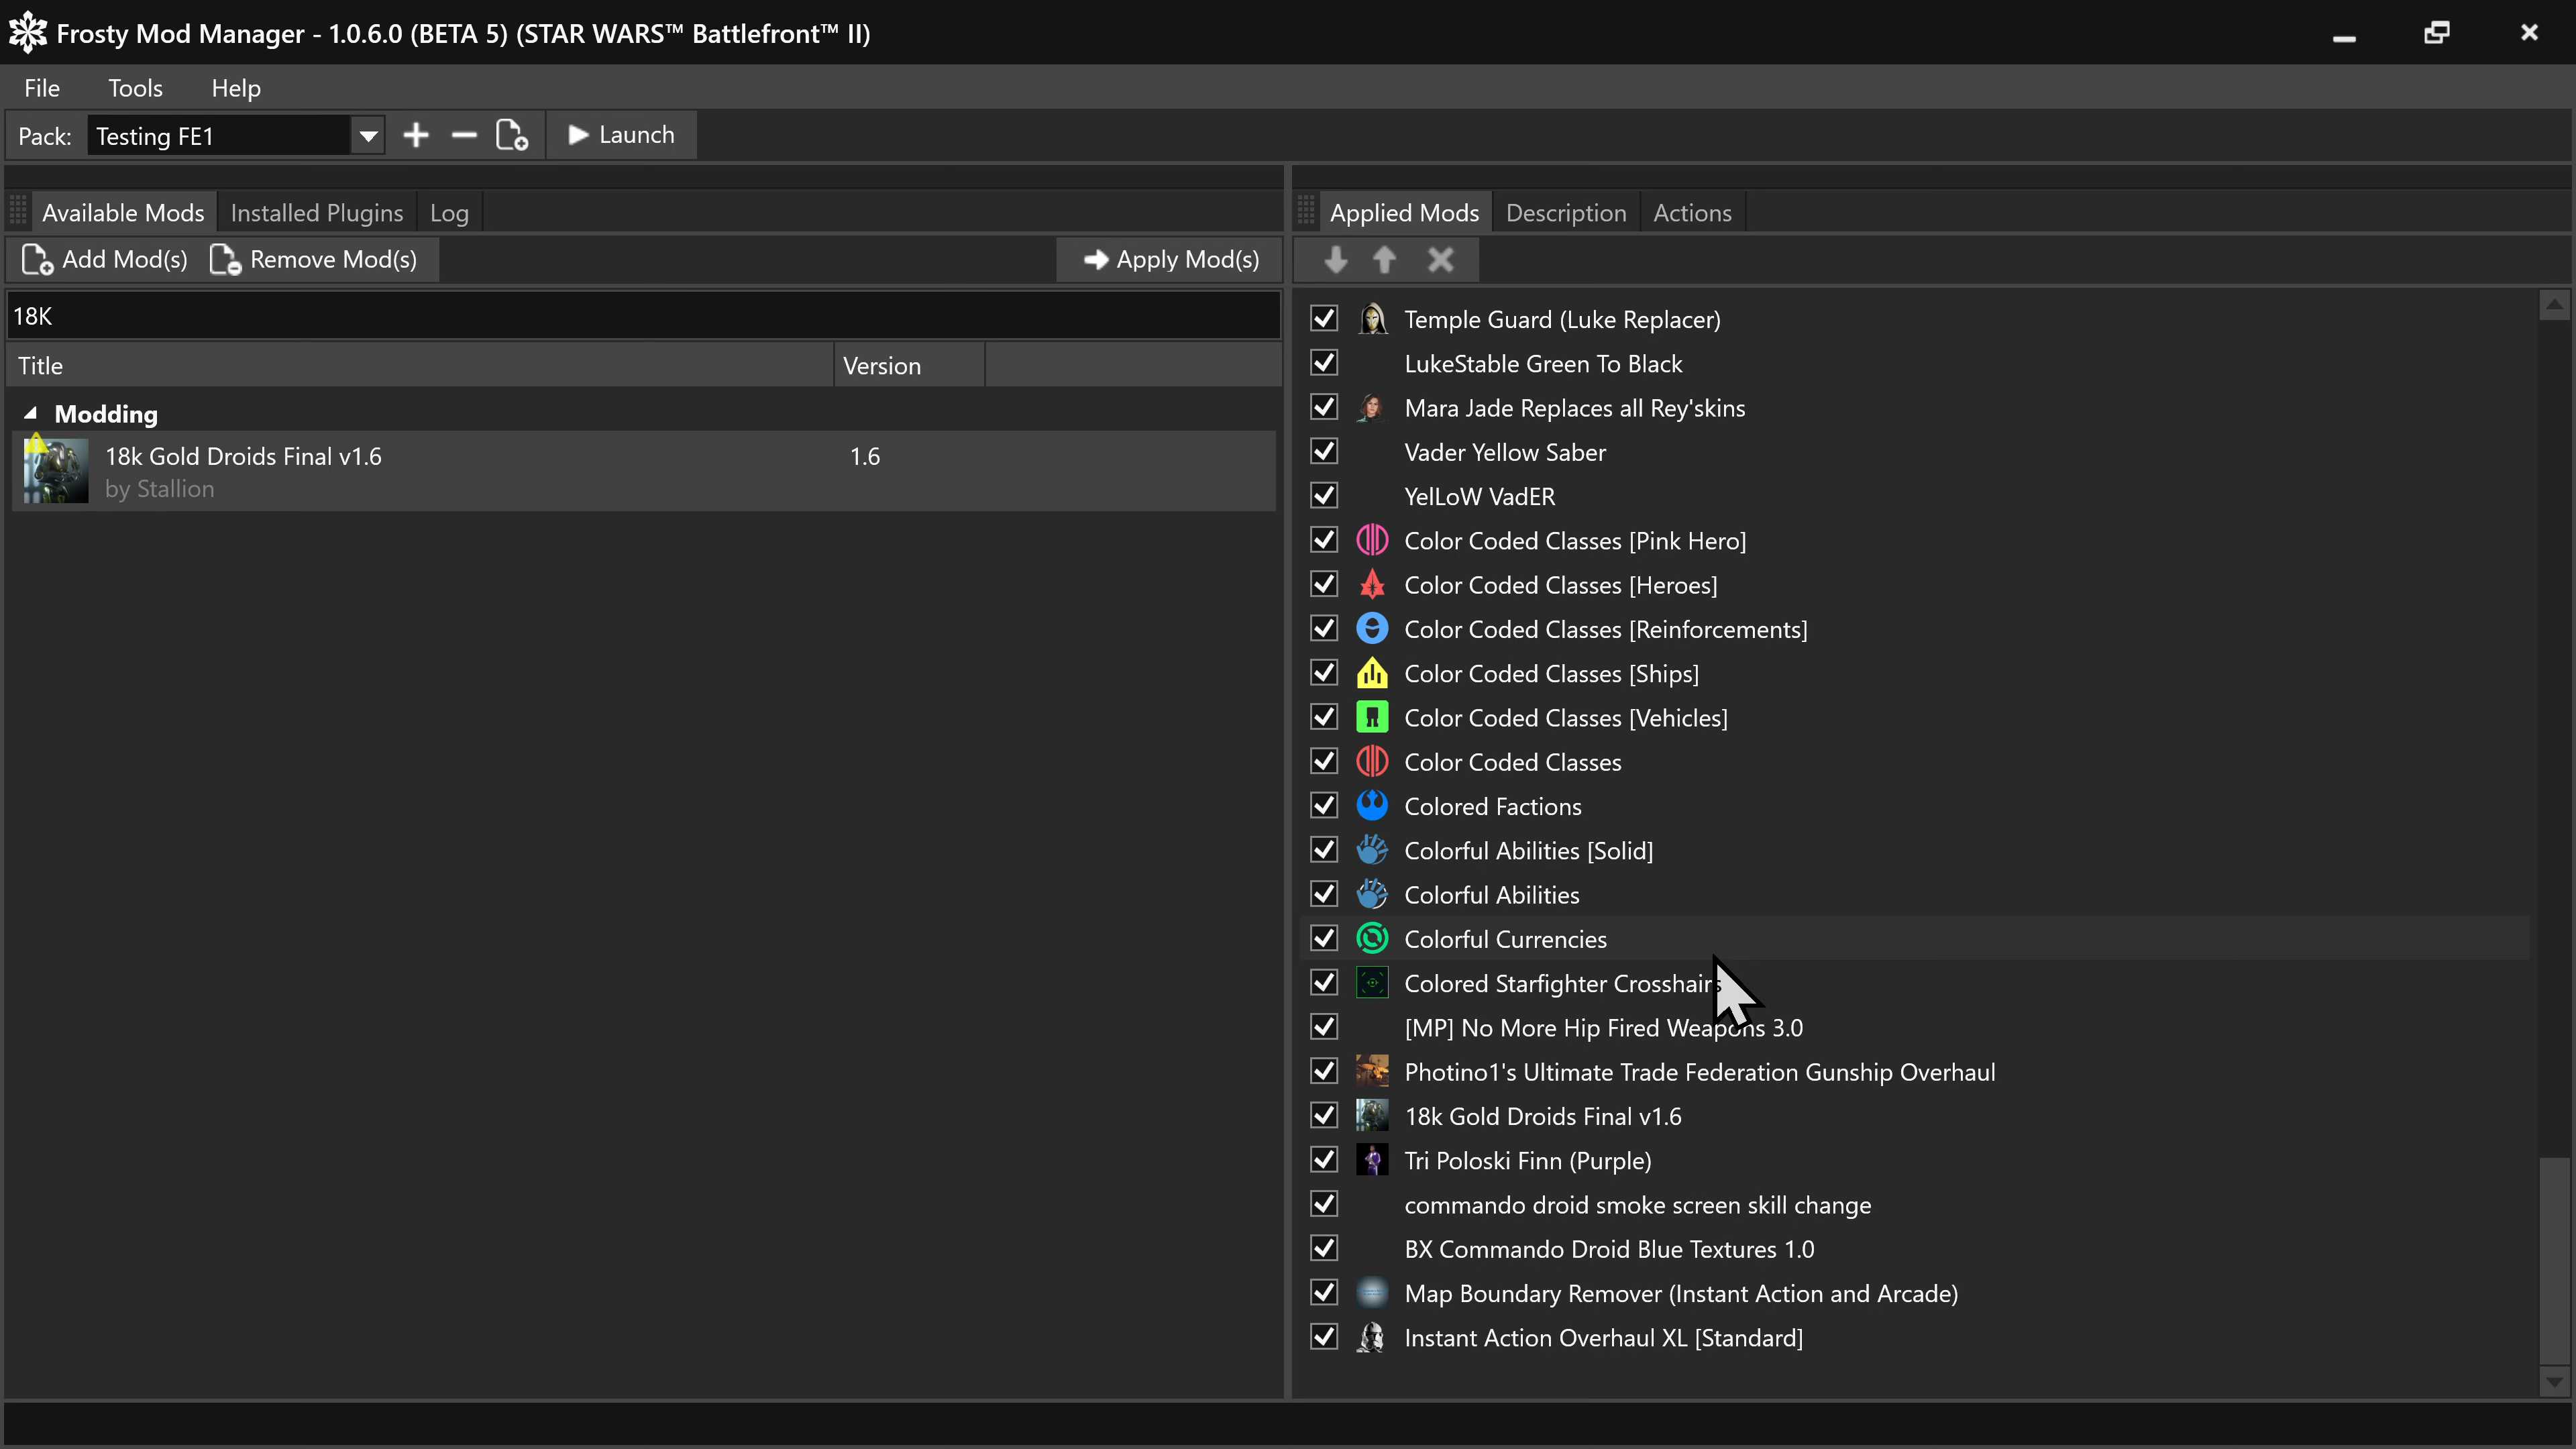 Frosty Mod Manager - 1.0.6.0 (BETA 5) (STAR WARS™ Battlefront™ II)
File Tools Help
Pack: Testing FE1 Launch
Available Mods Installed Plugins Log
Add Mod(s) Remove Mod(s) Apply Mod(s)
18K
Title Version
Modding
18k Gold Droids Final v1.6 1.6
by Stallion
Applied Mods Description Actions
Temple Guard (Luke Replacer)
LukeStable Green To Black
Mara Jade Replaces all Rey'skins
Vader Yellow Saber
YelLoW VadER
Color Coded Classes [Pink Hero]
Color Coded Classes [Heroes]
Color Coded Classes [Reinforcements]
Color Coded Classes [Ships]
Color Coded Classes [Vehicles]
Color Coded Classes
Colored Factions
Colorful Abilities [Solid]
Colorful Abilities
Colorful Currencies
Colored Starfighter Crosshairs
[MP] No More Hip Fired Weapons 3.0
Photino1's Ultimate Trade Federation Gunship Overhaul
18k Gold Droids Final v1.6
Tri Poloski Finn (Purple)
commando droid smoke screen skill change
BX Commando Droid Blue Textures 1.0
Map Boundary Remover (Instant Action and Arcade)
Instant Action Overhaul XL [Standard]